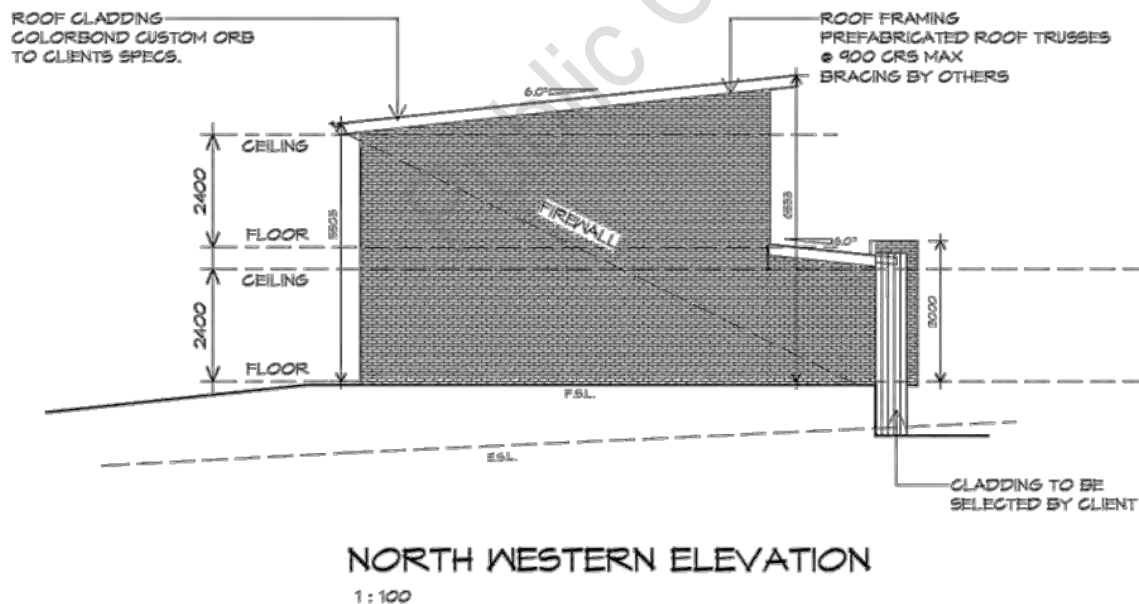 ROOF CLADDING
COLORBOND CUSTOM ORB
TO CLIENTS SPECS.
ROOF FRAMING
PREFABRICATED ROOF TRUSSES
@ 900 CRS MAX
BRACING BY OTHERS
6.0°
CEILING
2400
5503
FIREWALL
6533
FLOOR
6.0°
CEILING
2400
3000
FLOOR
F.S.L.
E.S.L.
CLADDING TO BE
SELECTED BY CLIENT
NORTH WESTERN ELEVATION
1 : 100